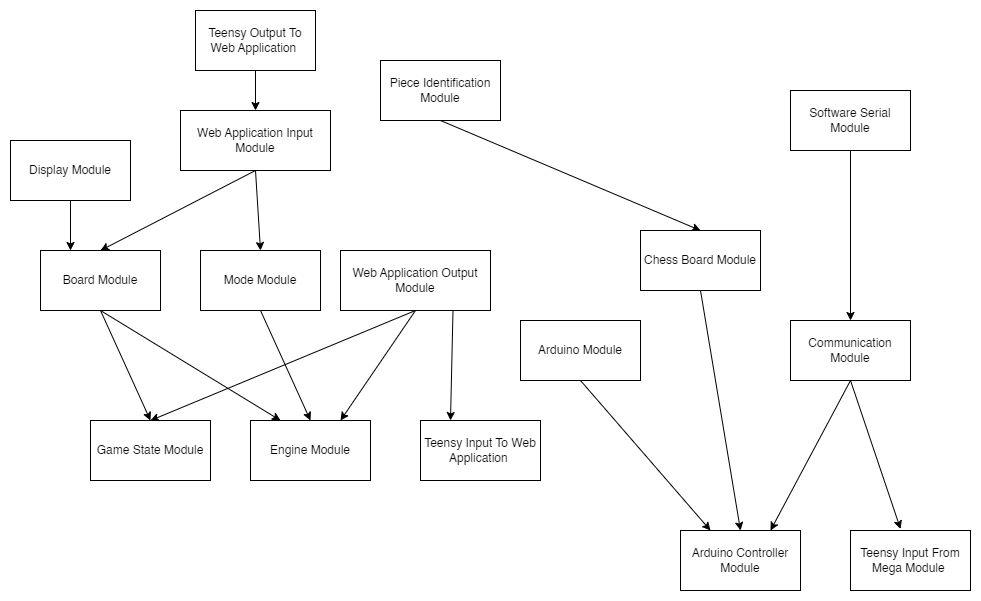 Teensy Output To
Web Application
Piece Identification
Module
Software Serial
Module
Web Application Input
Module
Display Module
Board Module
Mode Module
Web Application Output
Module
Chess Board Module
Arduino Module
Communication
Module
Game State Module
Engine Module
Teensy Input To Web
Application
Arduino Controller
Module
Teensy Input From
Mega Module